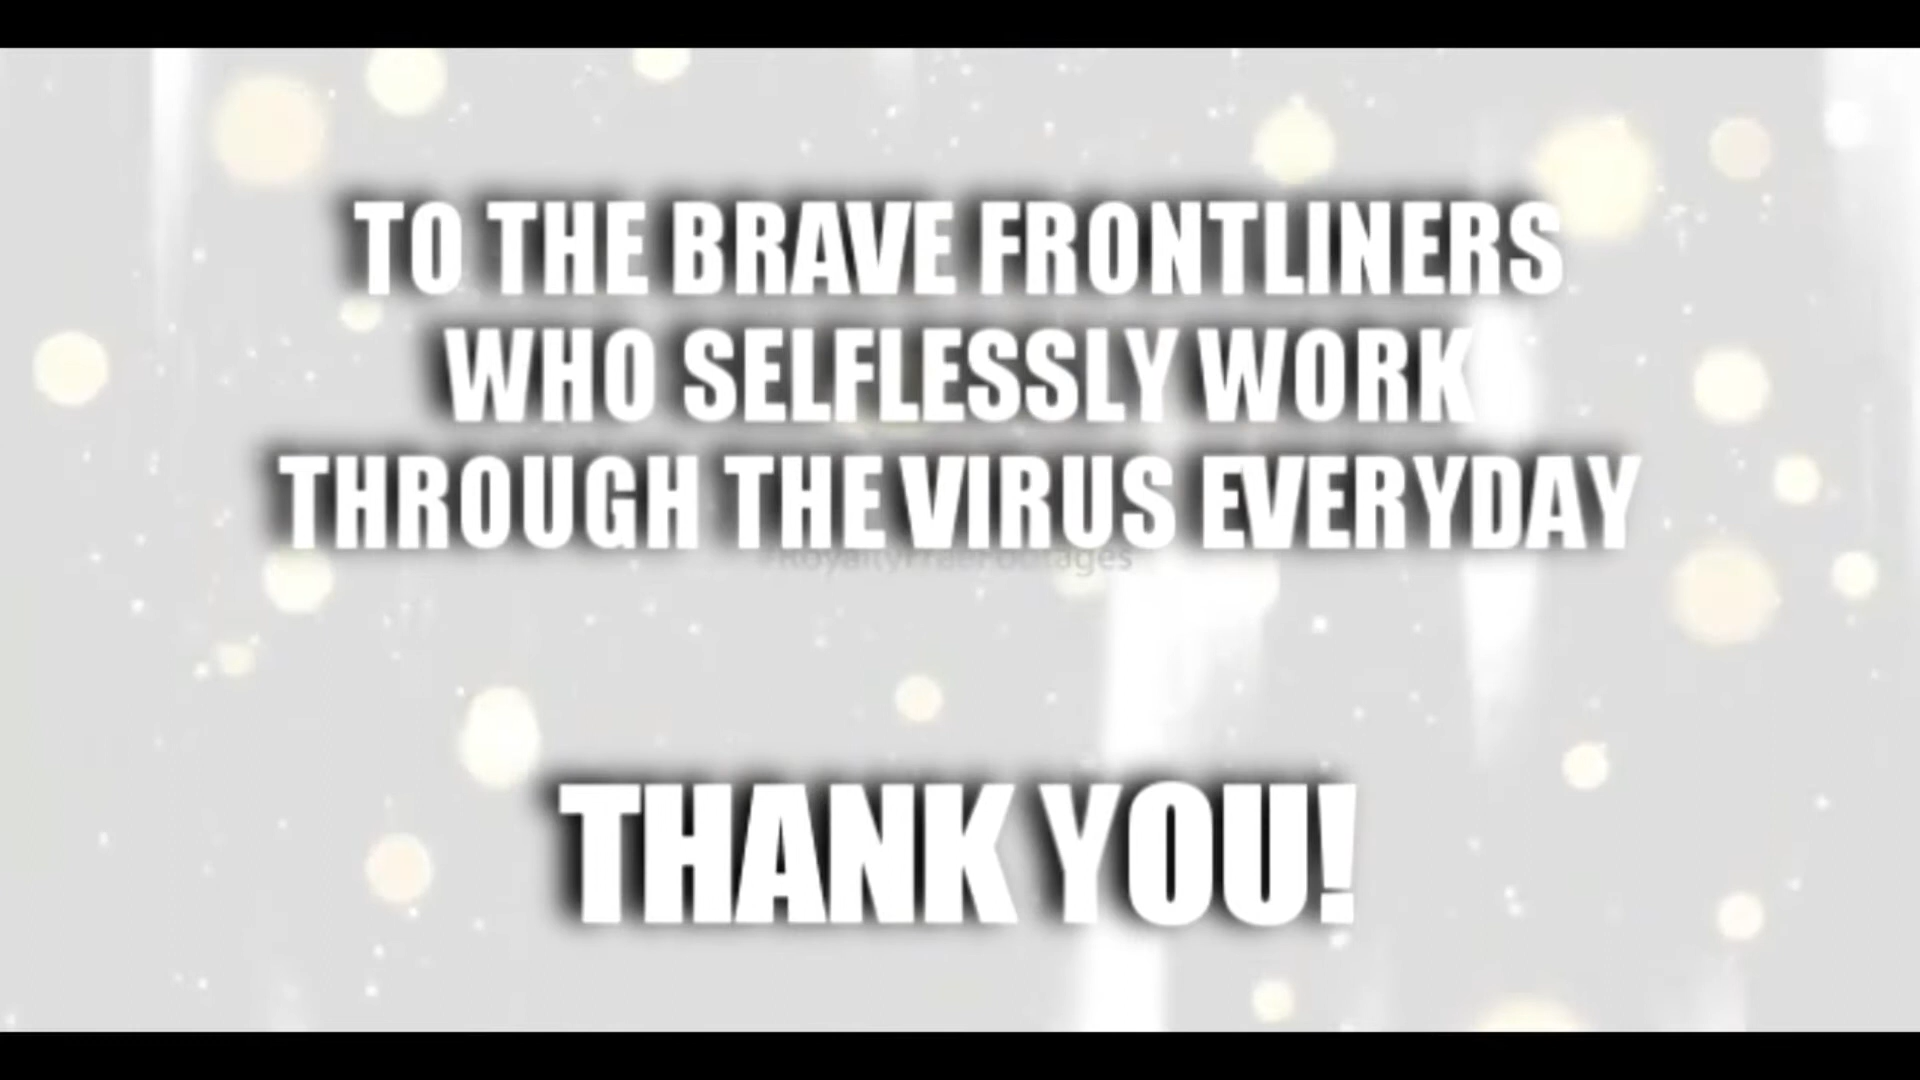 TO THE BRAVE FRONTLINERS
WHO SELFLESSLY WORK
THROUGH THE VIRUS EVERYDAY
THANK YOU!